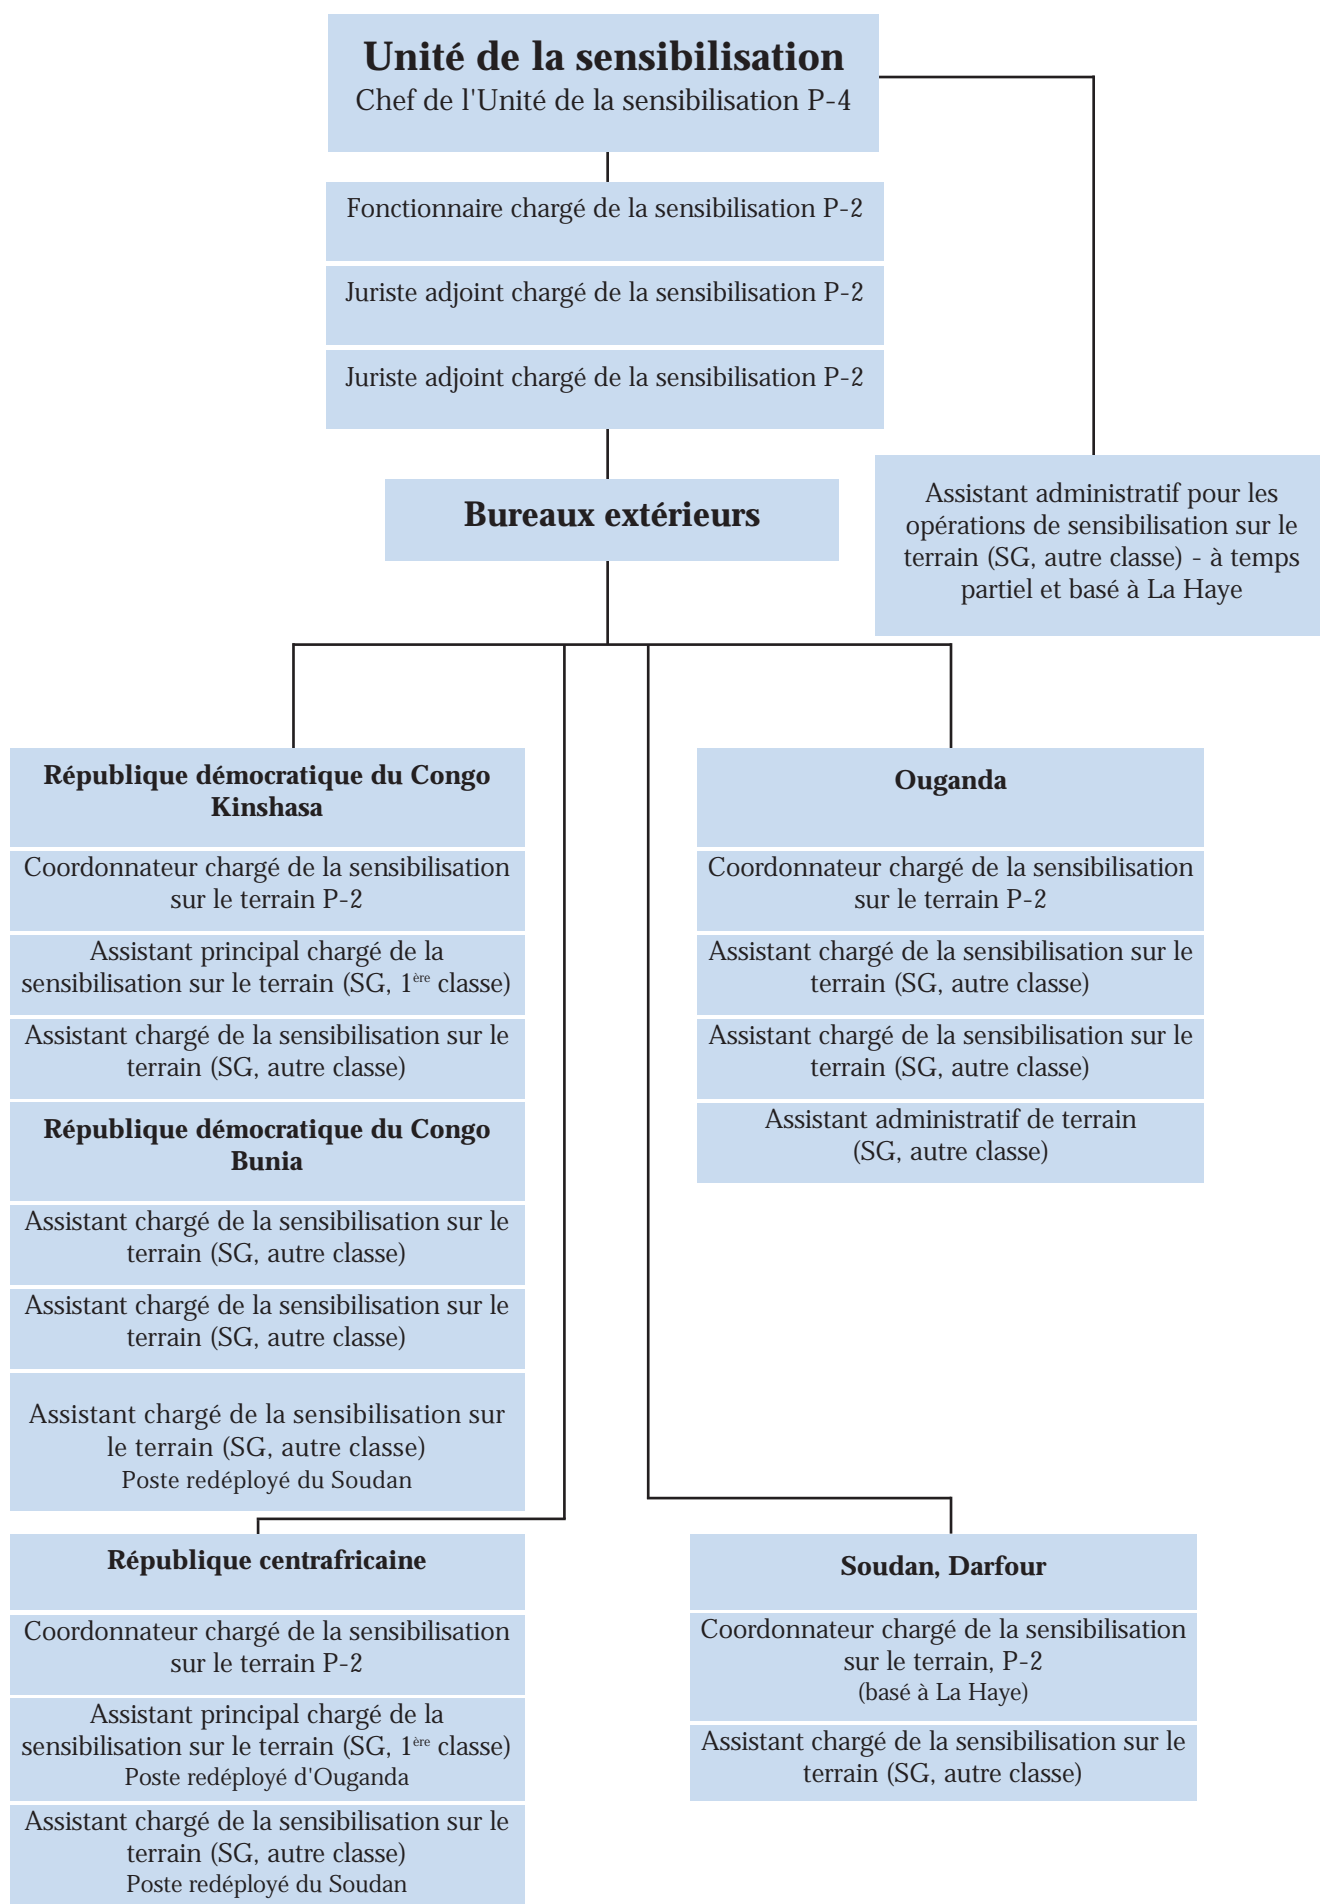 Unité de la sensibilisation
Chef de l'Unité de la sensibilisation P-4
Fonctionnaire chargé de la sensibilisation P-2
Juriste adjoint chargé de la sensibilisation P-2
Juriste adjoint chargé de la sensibilisation P-2
Bureaux extérieurs
Assistant administratif pour les
opérations de sensibilisation sur le
terrain (SG, autre classe) - à temps
partiel et basé à La Haye
République démocratique du Congo
Kinshasa
Coordonnateur chargé de la sensibilisation
sur le terrain P-2
Assistant principal chargé de la
sensibilisation sur le terrain (SG, 1ère classe)
Assistant chargé de la sensibilisation sur le
terrain (SG, autre classe)
République démocratique du Congo
Bunia
Assistant chargé de la sensibilisation sur le
terrain (SG, autre classe)
Assistant chargé de la sensibilisation sur le
terrain (SG, autre classe)
Assistant chargé de la sensibilisation sur
le terrain (SG, autre classe)
Poste redéployé du Soudan
Ouganda
Coordonnateur chargé de la sensibilisation
sur le terrain P-2
Assistant chargé de la sensibilisation sur le
terrain (SG, autre classe)
Assistant chargé de la sensibilisation sur le
terrain (SG, autre classe)
Assistant administratif de terrain
(SG, autre classe)
République centrafricaine
Coordonnateur chargé de la sensibilisation
sur le terrain P-2
Assistant principal chargé de la
sensibilisation sur le terrain (SG, 1ère classe)
Poste redéployé d'Ouganda
Assistant chargé de la sensibilisation sur le
terrain (SG, autre classe)
Poste redéployé du Soudan
Soudan, Darfour
Coordonnateur chargé de la sensibilisation
sur le terrain, P-2
(basé à La Haye)
Assistant chargé de la sensibilisation sur le
terrain (SG, autre classe)